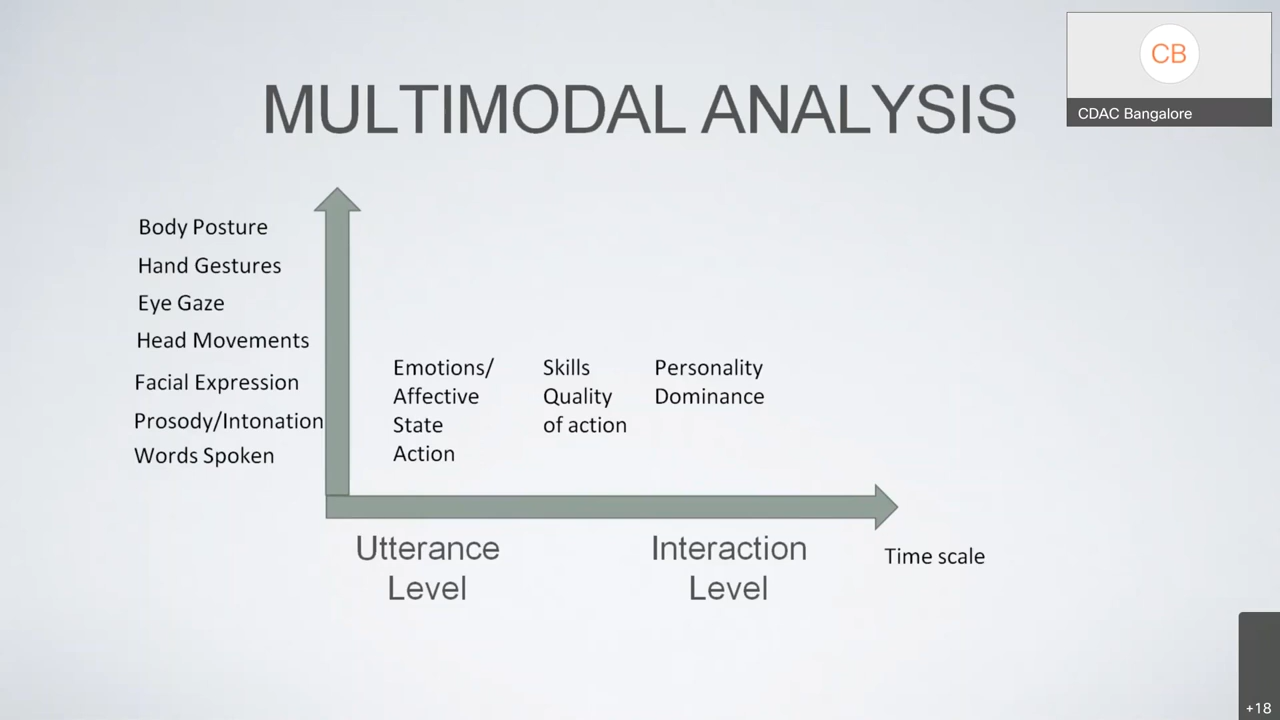 MULTIMODAL ANALYSIS
CB
CDAC Bangalore
Body Posture
Hand Gestures
Eye Gaze
Head Movements
Facial Expression
Prosody/Intonation
Words Spoken
Emotions/
Affective
State
Action
Skills
Quality
of action
Personality
Dominance
Utterance
Level
Interaction
Level
Time scale
+18